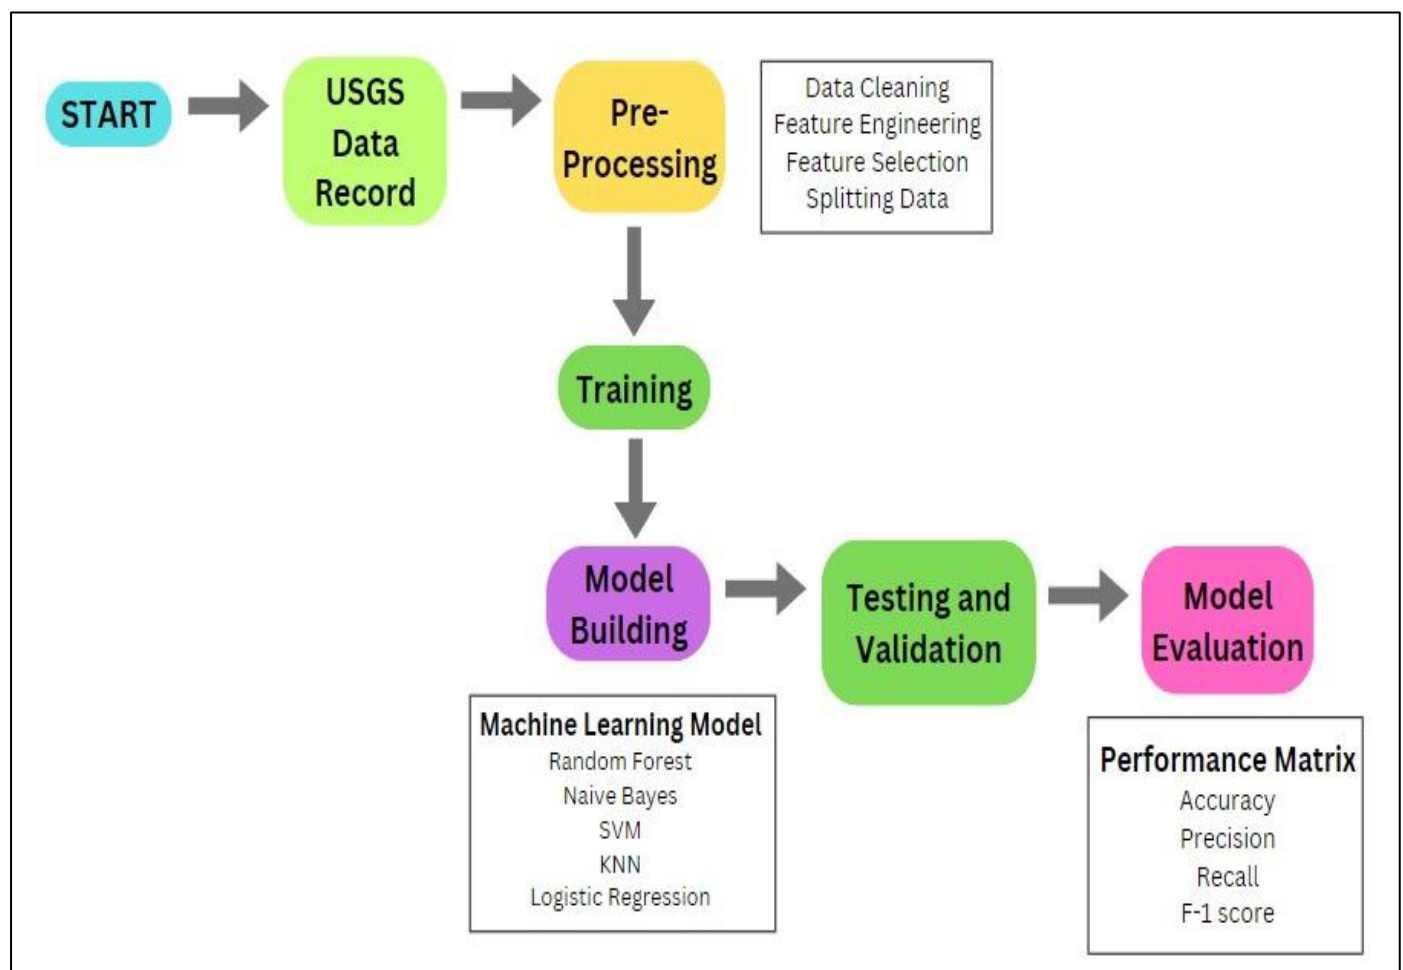 START
USGS
Data
Record
Pre-
Processing
Data Cleaning
Feature Engineering
Feature Selection
Splitting Data
Training
Model
Building
Testing and
Validation
Model
Evaluation
Machine Learning Model
Random Forest
Naive Bayes
SVM
KNN
Logistic Regression
Performance Matrix
Accuracy
Precision
Recall
F-1 score